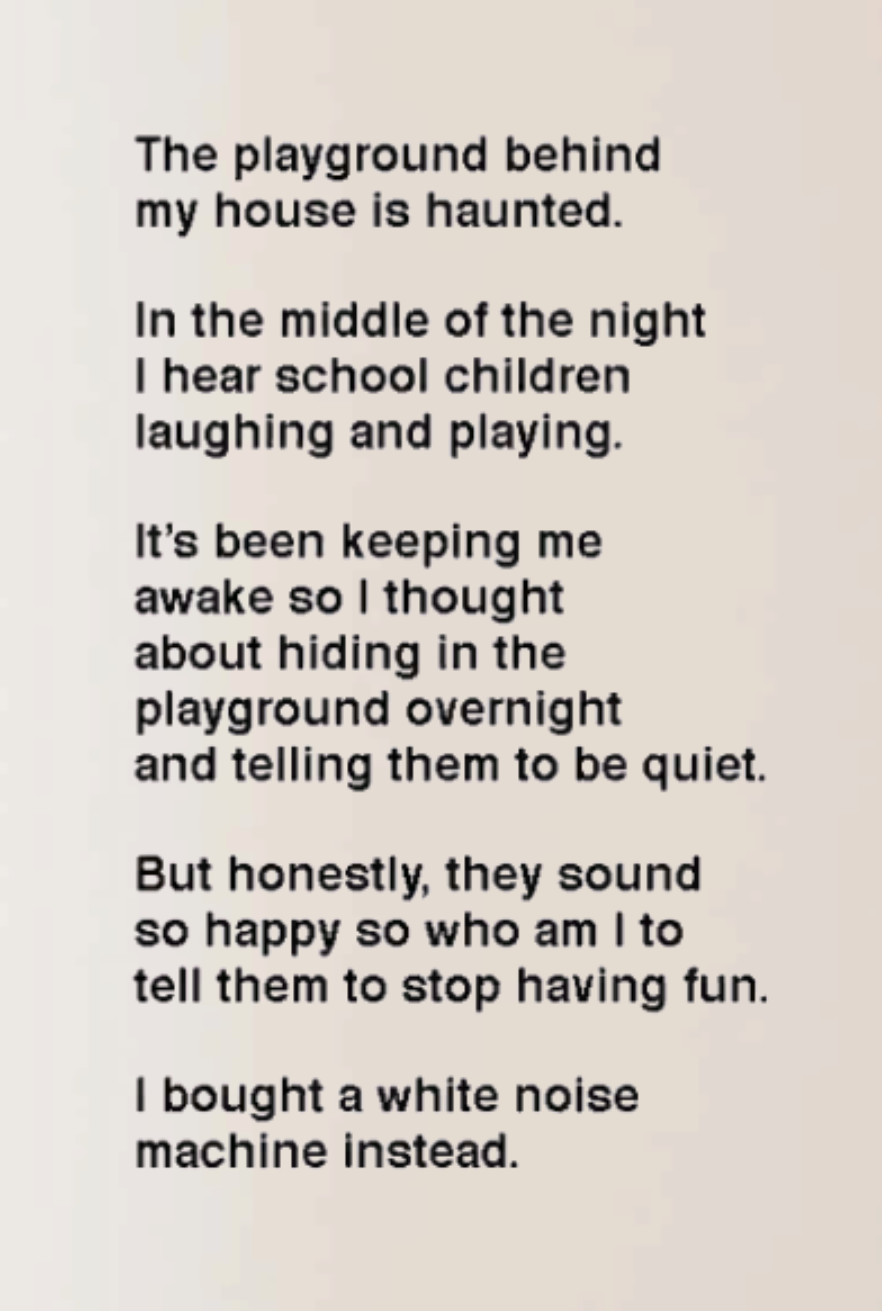 The playground behind
my house is haunted.
In the middle of the night
I hear school children
laughing and playing.
It’s been keeping me
awake so I thought
about hiding in the
playground overnight
and telling them to be quiet.
But honestly, they sound
so happy so who am I to
tell them to stop having fun.
I bought a white noise
machine instead.